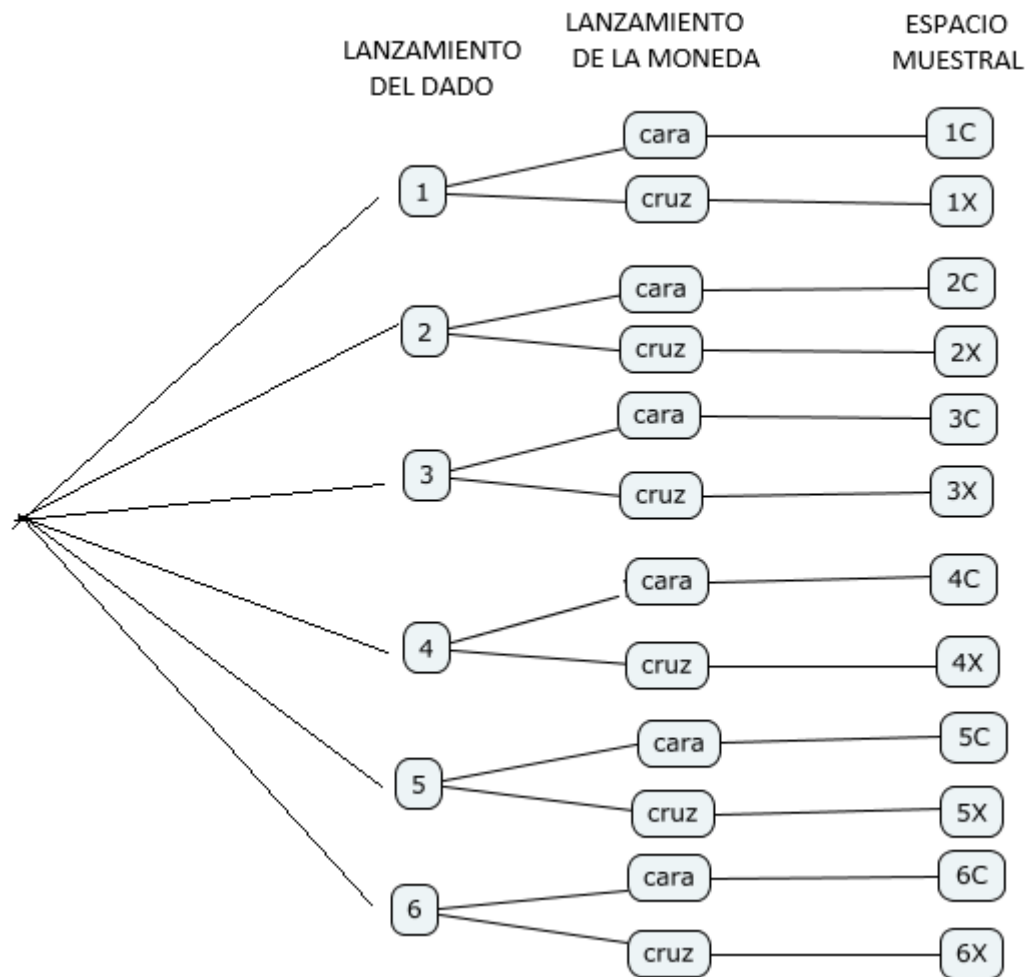 LANZAMIENTO
DEL DADO
LANZAMIENTO
DE LA MONEDA
ESPACIO
MUESTRAL
1
cara
1C
cruz
1X
2
cara
2C
cruz
2X
3
cara
3C
cruz
3X
4
cara
4C
cruz
4X
5
cara
5C
cruz
5X
6
cara
6C
cruz
6X